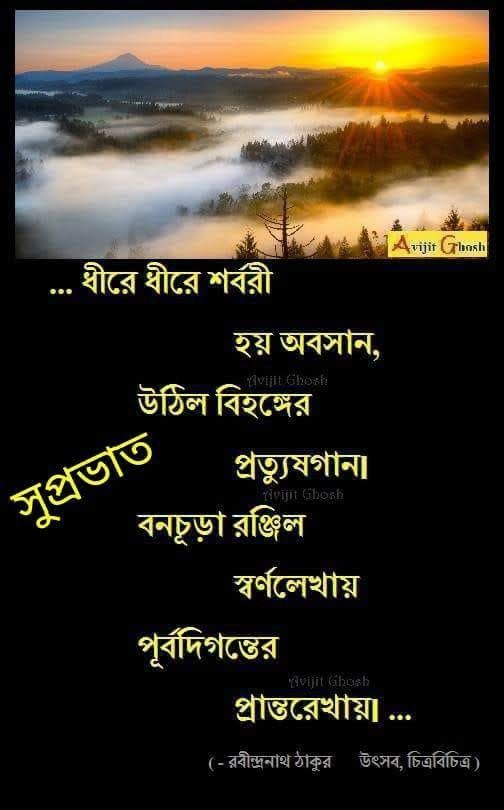 Avijit Ghosh
... ধীরে ধীরে শর্বরী
হয় অবসান,
Avijit Ghosh
উঠিল বিহঙ্গের
প্রত্যুষগান।
Avijit Ghosh
সুপ্রভাত
বনচূড়া রঞ্জিল
স্বর্ণলেখায়
পূর্বদিগন্তের
Avijit Ghosh
প্রান্তরেখায়। ...
( - রবীন্দ্রনাথ ঠাকুর উৎসব, চিত্রবিচিত্র )